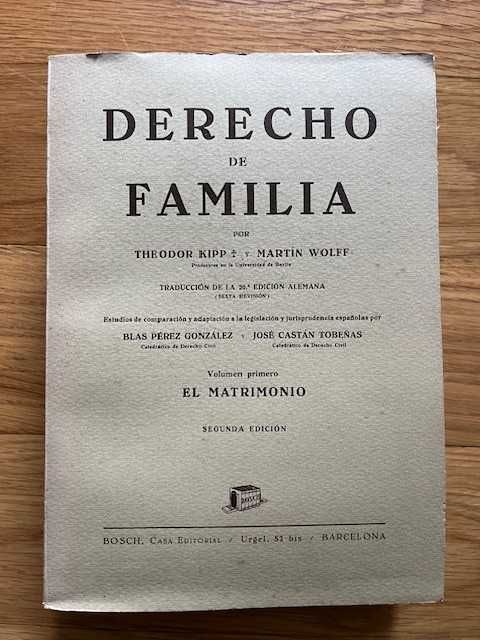 DERECHO
DE
FAMILIA
POR
THEODOR KIPP ‡ Y MARTIN WOLFF
Profesores en la Universidad de Berlín
TRADUCCIÓN DE LA 20.ª EDICIÓN ALEMANA
(SEXTA REVISIÓN)
Estudios de comparación y adaptación a la legislación y jurisprudencia españolas por
BLAS PÉREZ GONZÁLEZ Y JOSÉ CASTÁN TOBEÑAS
Catedrático de Derecho Civil Catedrático de Derecho Civil
Volumen primero
EL MATRIMONIO
SEGUNDA EDICIÓN
BOSCH
BOSCH, CASA EDITORIAL / Urgel, 51 bis / BARCELONA